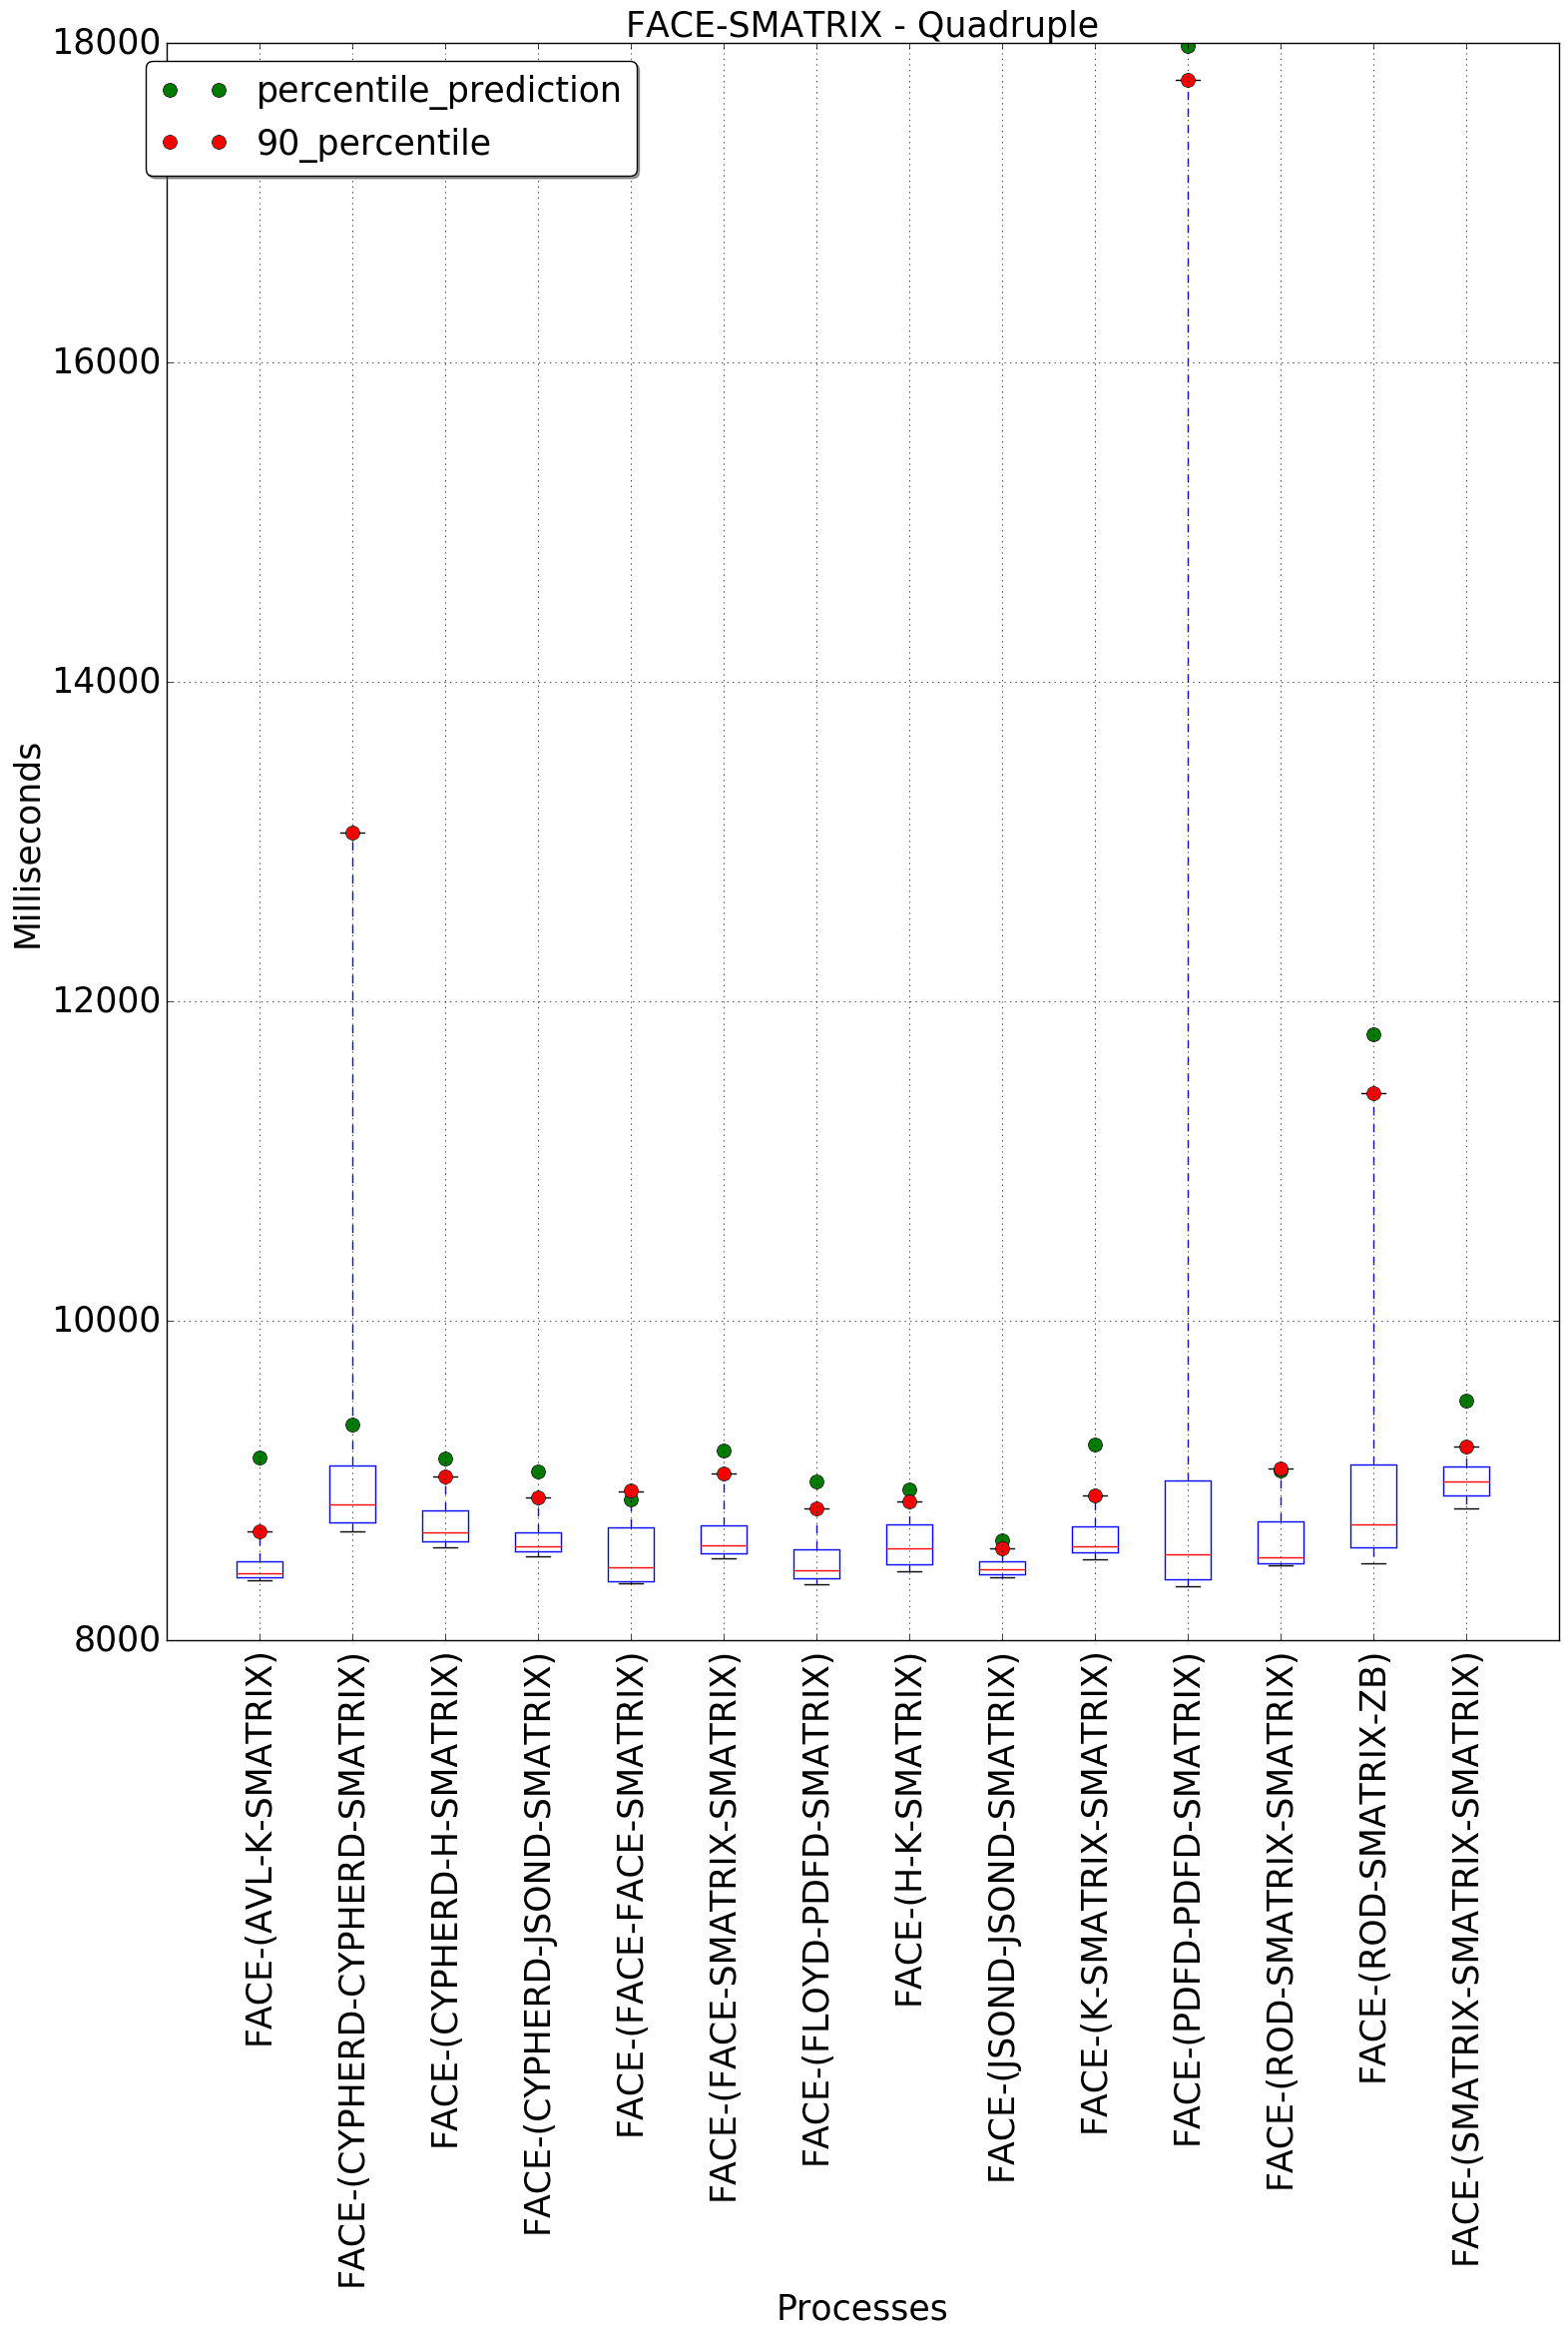 FACE-SMATRIX - Quadruple
percentile_prediction
90_percentile
18000
16000
14000
12000
10000
8000
Milliseconds
FACE-(AVL-K-SMATRIX)
FACE-(CYPHERD-CYPHERD-SMATRIX)
FACE-(CYPHERD-H-SMATRIX)
FACE-(CYPHERD-JSOND-SMATRIX)
FACE-(FACE-FACE-SMATRIX)
FACE-(FACE-SMATRIX-SMATRIX)
FACE-(FLOYD-PDFD-SMATRIX)
FACE-(H-K-SMATRIX)
FACE-(JSOND-JSOND-SMATRIX)
FACE-(K-SMATRIX-SMATRIX)
FACE-(PDFD-PDFD-SMATRIX)
FACE-(ROD-SMATRIX-SMATRIX)
FACE-(ROD-SMATRIX-ZB)
FACE-(SMATRIX-SMATRIX-SMATRIX)
Processes